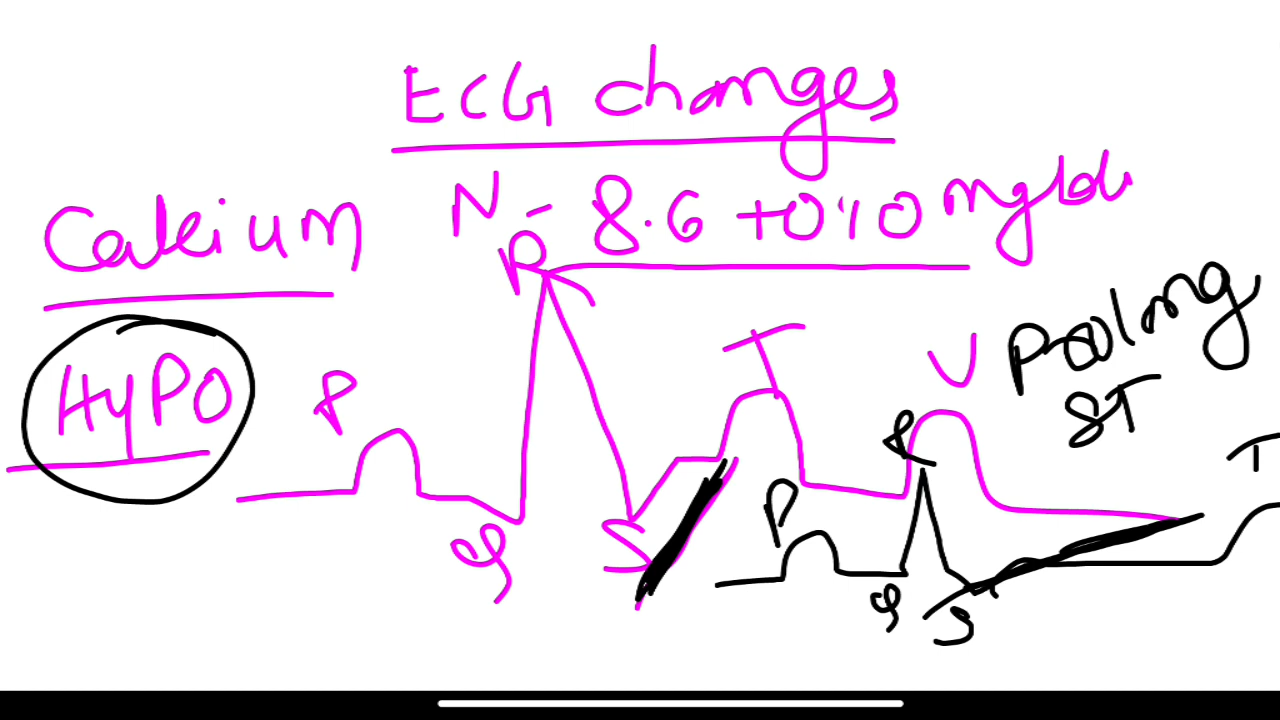 ECG changes
Calcium N- 8.6 to 10 mg/dl
HYPO
P R T U
Q S
Prolong
ST
P R T
Q S